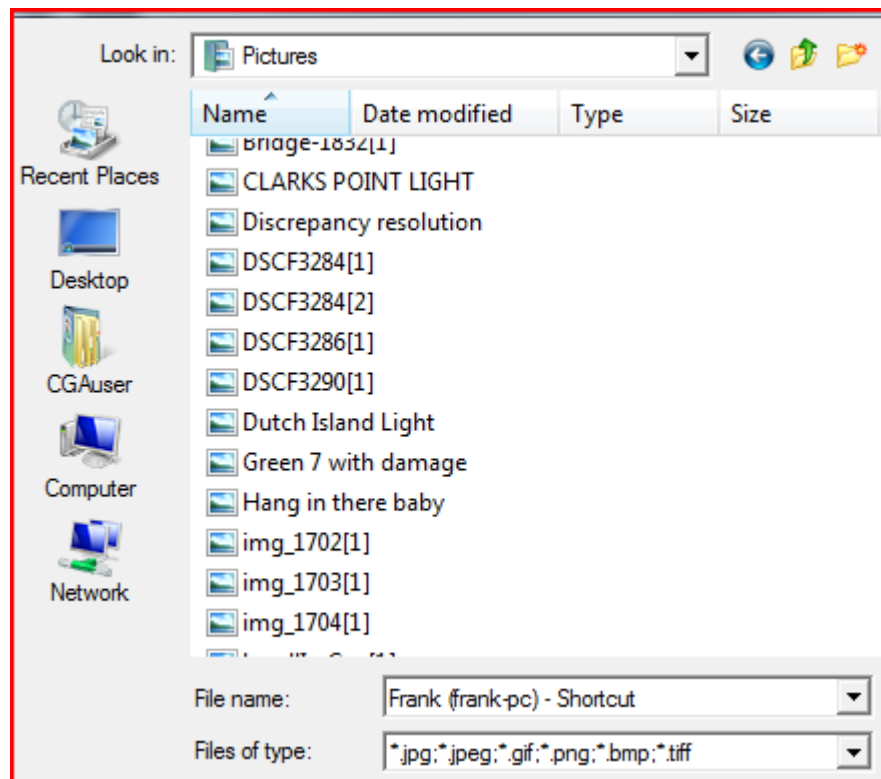 Look in: Pictures
Name Date modified Type Size
Recent Places
Desktop
CGAuser
Computer
Network
Bridge-1832[1]
CLARKS POINT LIGHT
Discrepancy resolution
DSCF3284[1]
DSCF3284[2]
DSCF3286[1]
DSCF3290[1]
Dutch Island Light
Green 7 with damage
Hang in there baby
img_1702[1]
img_1703[1]
img_1704[1]
File name: Frank (frank-pc) - Shortcut
Files of type: *.jpg;*.jpeg;*.gif;*.png;*.bmp;*.tiff